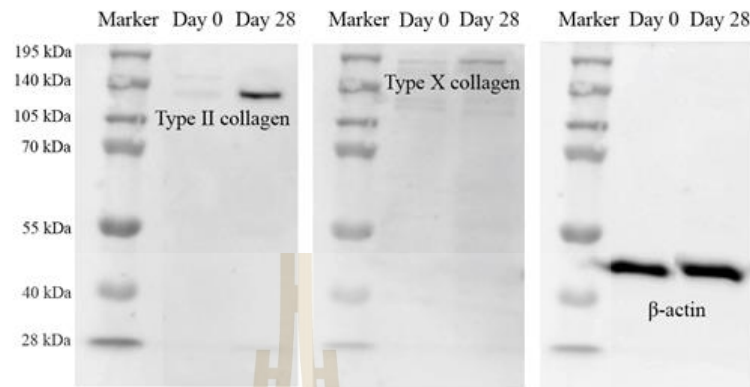 Marker Day 0 Day 28 Marker Day 0 Day 28 Marker Day 0 Day 28
195 kDa
140 kDa
Type X collagen
105 kDa
Type II collagen
70 kDa
55 kDa
40 kDa
β-actin
28 kDa